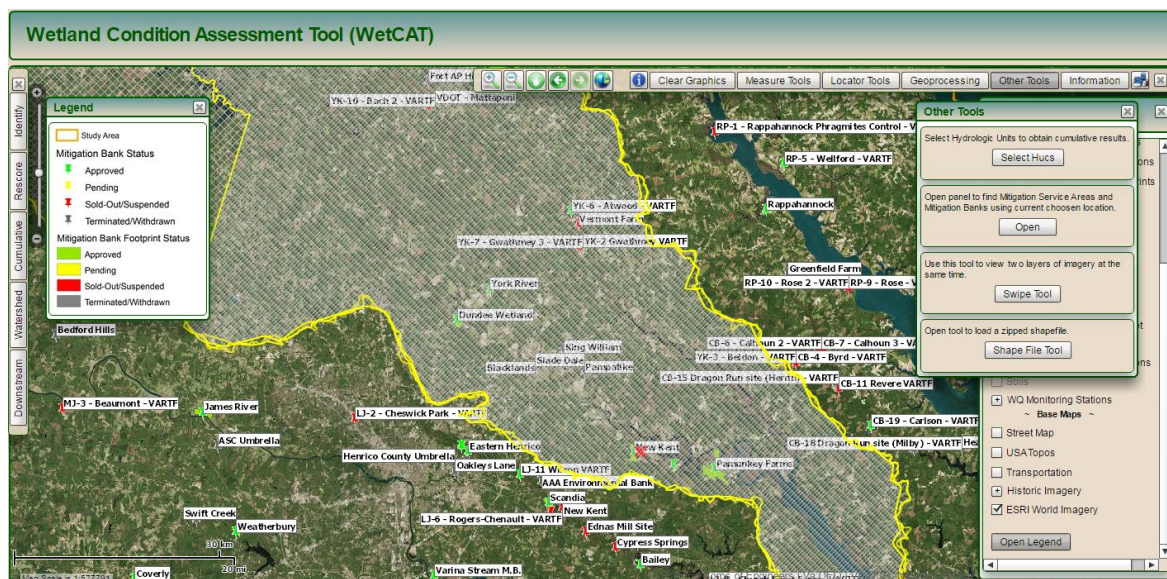 Wetland Condition Assessment Tool (WetCAT)
Clear Graphics
Measure Tools
Locator Tools
Geoprocessing
Other Tools
Information
Identify
Rescore
Cumulative
Watershed
Downstream
Legend
Study Area
Mitigation Bank Status
Approved
Pending
Sold-Out/Suspended
Terminated/Withdrawn
Mitigation Bank Footprint Status
Approved
Pending
Sold-Out/Suspended
Terminated/Withdrawn
YK-19 - Bach 2 - VARTF
VDOT - Mattaponi
RP-1 - Rappahannock Phragmites Control - V
RP-5 - Wellford - VARTF
YK-6 - Atwood - VARTF
Vermont Farm
Rappahannock
YK-7 - Gwathmey 3 - VARTF
YK-2 Gwathmey VARTF
Greenfield Farm
RP-10 - Rose 2 - VARTF
RP-9 - Rose - V
York River
Dundee Wetland
Bedford Hills
King William
Slade Dale
Blacklands
Pampatike
CB-6 - Calhoun 2 - VARTF
CB-7 - Calhoun 3 - VA
YK-3 - Beldon - VARTF
CB-4 - Byrd - VARTF
CB-15 Dragon Run site
CB-11 Revere VARTF
MJ-3 - Beaumont - VARTF
James River
LJ-2 - Cheswick Park - VARTF
CB-19 - Carlson - VARTF
ASC Umbrella
Eastern Henrico
CB-18 Dragon Run site (Milby) - VARTF
Henrico County Umbrella
New Kent
Oakleys Lane
Pamunkey Farms
LJ-11 Wilson VARTF
AAA Environmental Bank
Scandia
New Kent
Swift Creek
LJ-6 - Rogers-Chenault - VARTF
Weatherbury
Ednas Mill Site
Cypress Springs
Bailey
Coverly
Varina Stream M.B.
30 km
20 mi
Map Scale is 1:577791
Other Tools
Select Hydrologic Units to obtain cumulative results.
Select Hucs
Open panel to find Mitigation Service Areas and
Mitigation Banks using current choosen location.
Open
Use this tool to view two layers of imagery at the
same time.
Swipe Tool
Open tool to load a zipped shapefile.
Shape File Tool
Soils
WQ Monitoring Stations
~ Base Maps ~
Street Map
USA Topos
Transportation
Historic Imagery
ESRI World Imagery
Open Legend